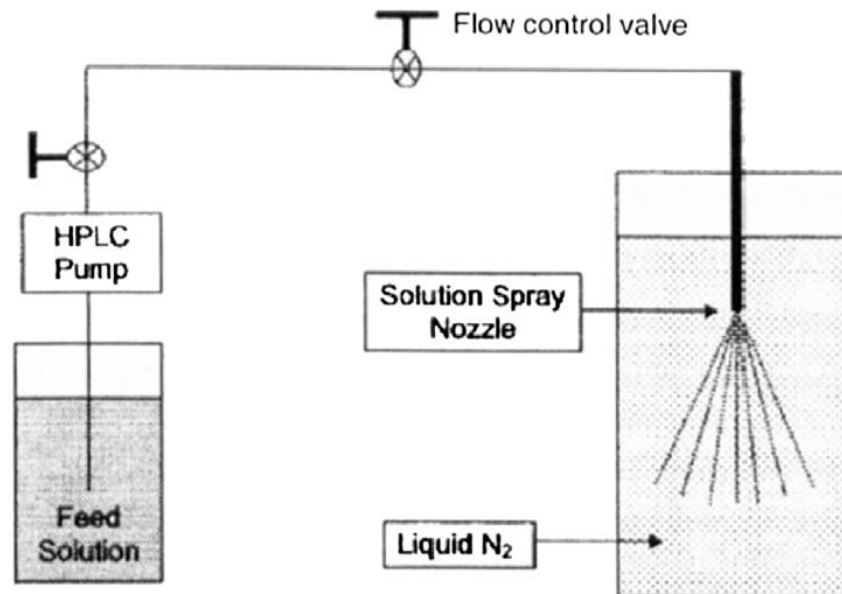 Flow control valve
HPLC
Pump
Solution Spray
Nozzle
Feed
Solution
Liquid N₂